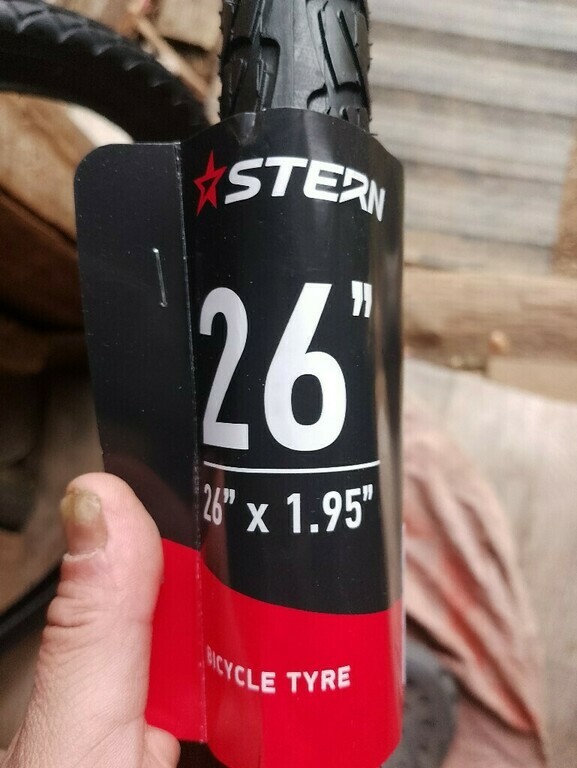 STERN
26"
26" x 1.95"
BICYCLE TYRE